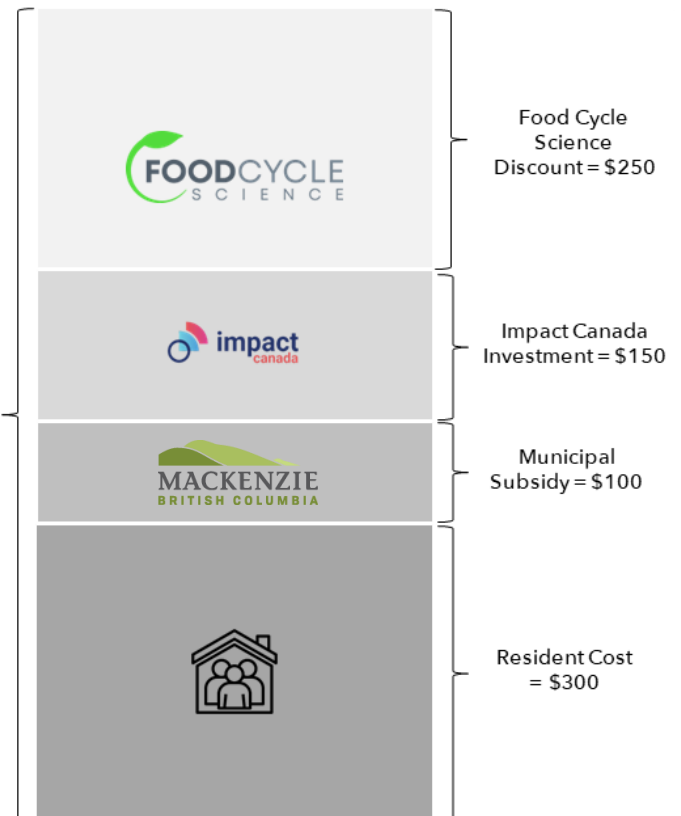 FOODCYCLE
SCIENCE
Food Cycle
Science
Discount = $250
impact
canada
Impact Canada
Investment = $150
MACKENZIE
BRITISH COLUMBIA
Municipal
Subsidy = $100
Resident Cost
= $300